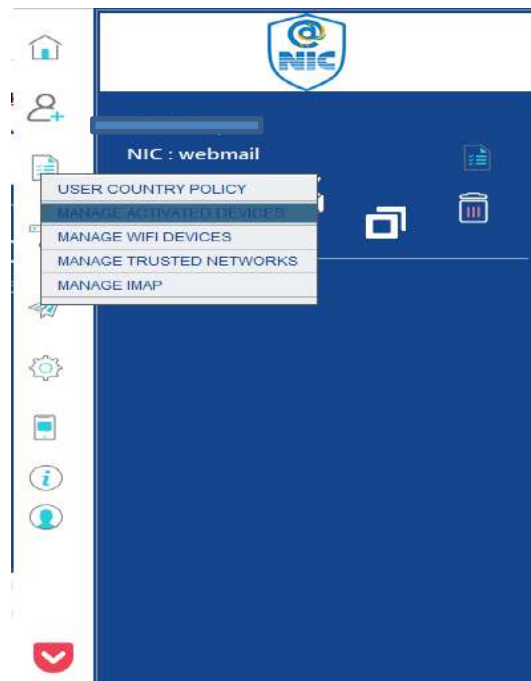 @
NIC
NIC : webmail
USER COUNTRY POLICY
MANAGE ACTIVATED DEVICES
MANAGE WIFI DEVICES
MANAGE TRUSTED NETWORKS
MANAGE IMAP